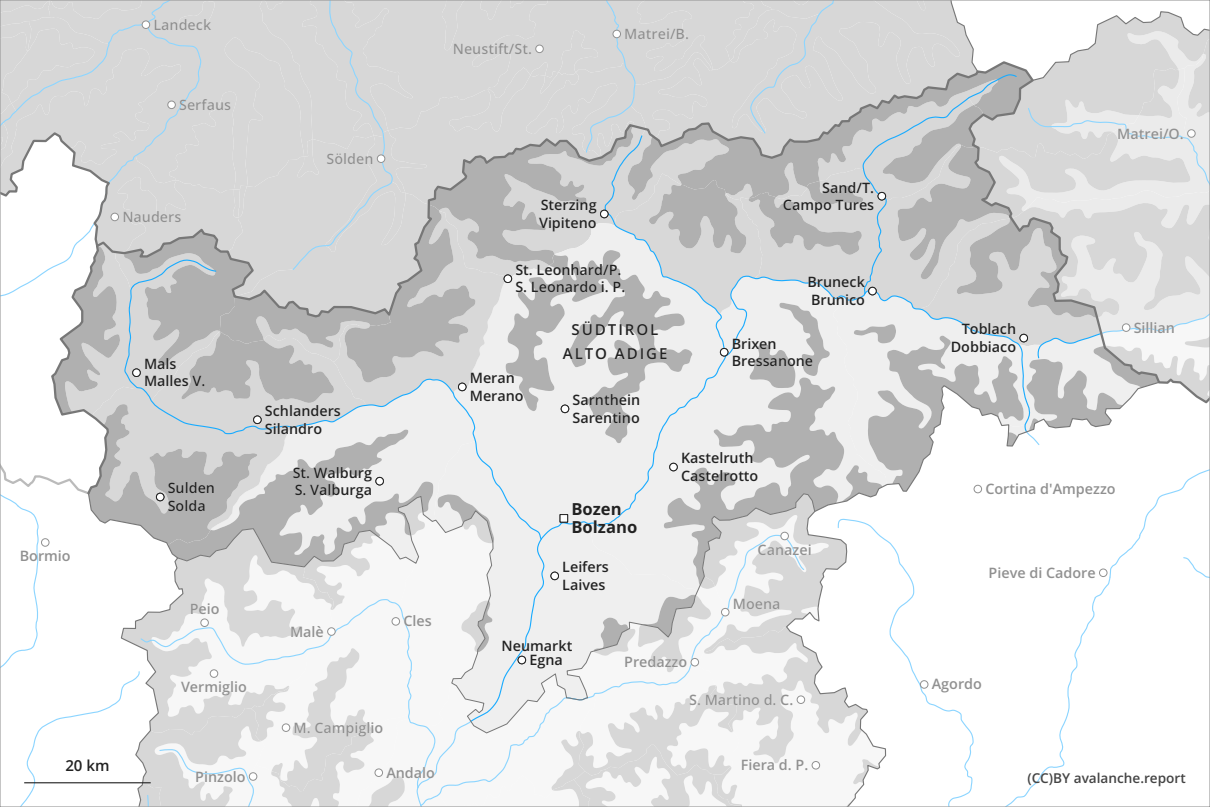 Landeck
Neustift/St.
Matrei/B.
Serfaus
Matrei/O.
Sölden
Nauders
Sand/T.
Campo Tures
Sterzing
Vipiteno
St. Leonhard/P.
S. Leonardo i. P.
Bruneck
Brunico
SÜDTIROL
ALTO ADIGE
Toblach
Dobbiaco
Sillian
Brixen
Bressanone
Mals
Malles V.
Meran
Merano
Sarnthein
Sarentino
Schlanders
Silandro
St. Walburg
S. Valburga
Kastelruth
Castelrotto
Sulden
Solda
Cortina d'Ampezzo
Bozen
Bolzano
Bormio
Canazei
Leifers
Laives
Pieve di Cadore
Peio
Moena
Malè
Cles
Neumarkt
Egna
Predazzo
Vermiglio
Agordo
S. Martino d. C.
M. Campiglio
20 km
Pinzolo
Andalo
Fiera d. P.
(CC)BY avalanche.report